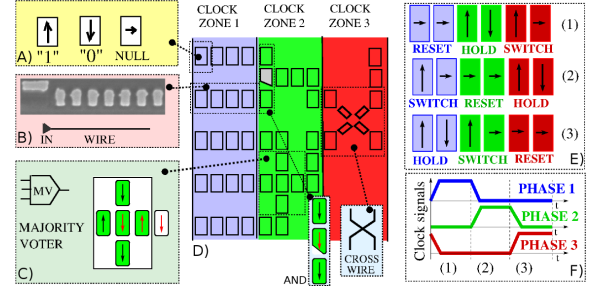 "1" "0" NULL
A)
B)
IN WIRE
MV
MAJORITY
VOTER
C)
CLOCK
ZONE 1
CLOCK
ZONE 2
CLOCK
ZONE 3
D)
AND
CROSS
WIRE
(1)
RESET HOLD SWITCH
(2)
SWITCH RESET HOLD
(3)
HOLD SWITCH RESET
E)
Clock signals
PHASE 1
t
PHASE 2
t
PHASE 3
t
(1) (2) (3)
F)